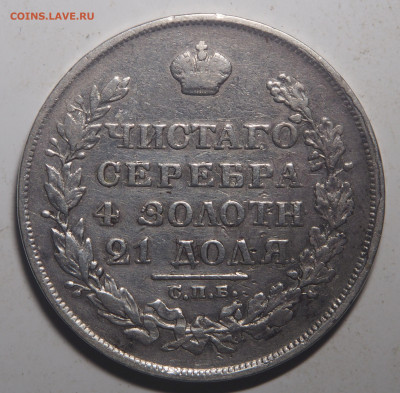 COINS.LAVE.RU
ЧИСТАГО
СЕРЕБРА
4 ЗОЛОТН
21 ДОЛЯ
С.П.Б.